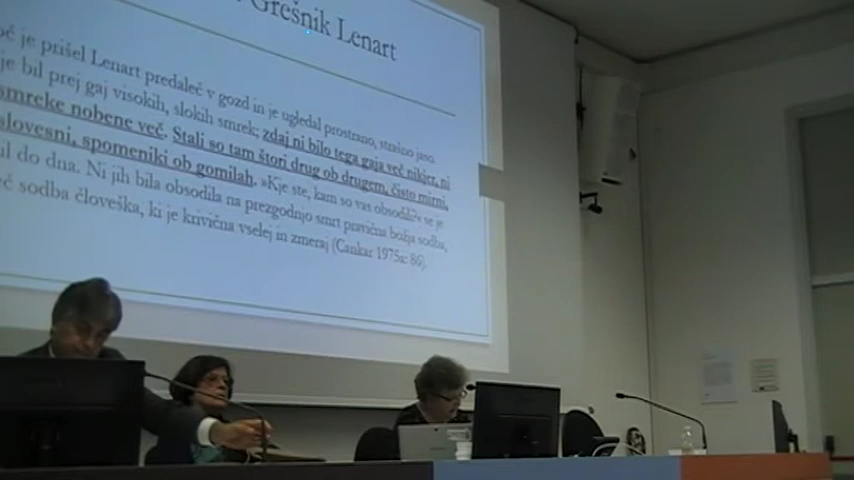 Grešnik Lenart
je prišel Lenart predaleč v gozd in je ugledal prostrano, strašno jaso.
je bil prej gaj visokih, slokih smrek; zdaj ni bilo tega gaja več nikjer, ni
smreke nobene več. Stali so tam štori drug ob drugem, čisto mirni,
slovesni, spomeniki ob gomilah. »Kje ste, kam so vas obsodili?« se je
do dna. Ni jih bila obsodila na prezgodnjo smrt pravična božja sodba,
sodba človeška, ki je krivična vselej in zmeraj (Cankar 1975a: 86).